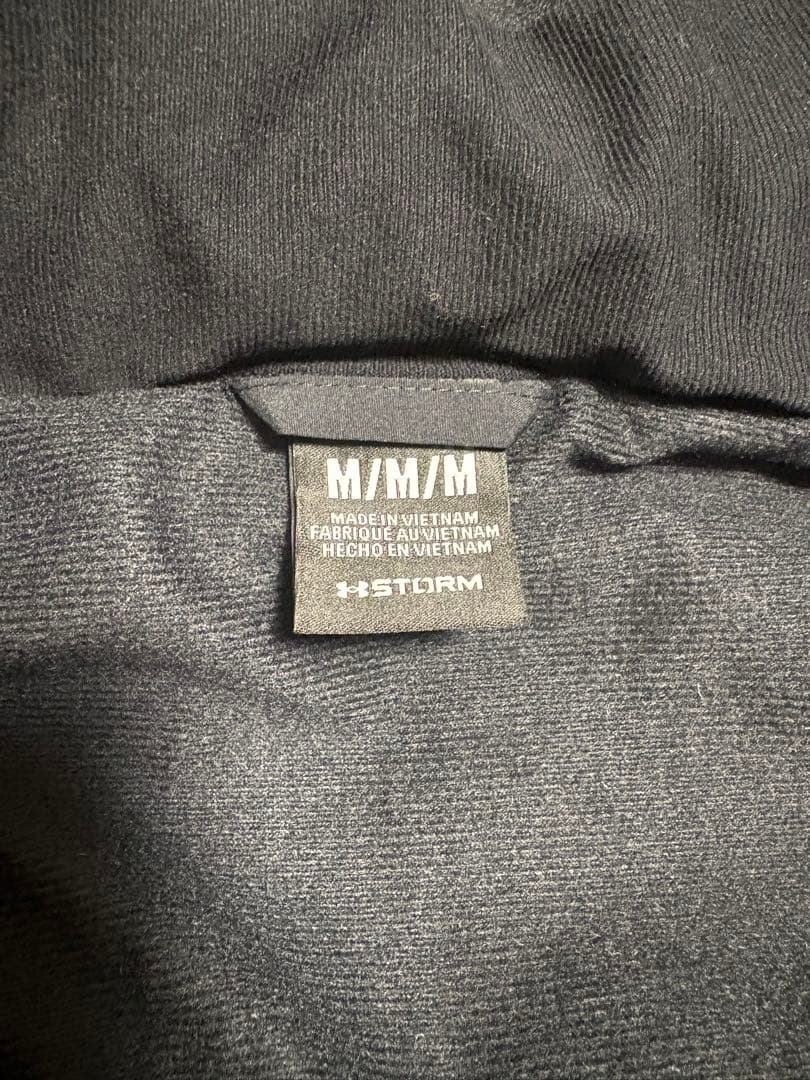 M/M/M
MADE IN VIETNAM
FABRIQUÉ AU VIETNAM
HECHO EN VIETNAM
STORM